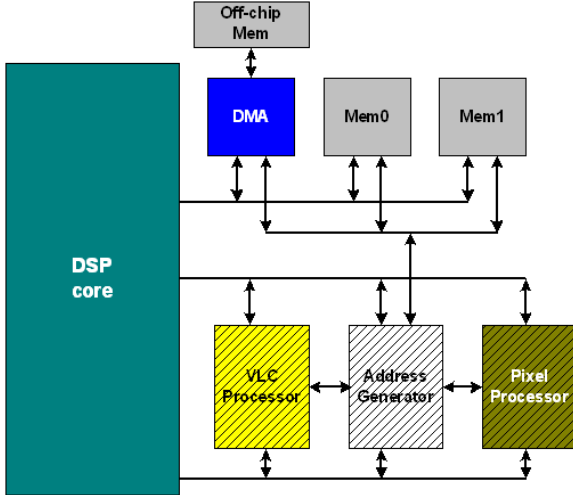 Off-chip
Mem
DMA
Mem0
Mem1
DSP
core
VLC
Processor
Address
Generator
Pixel
Processor